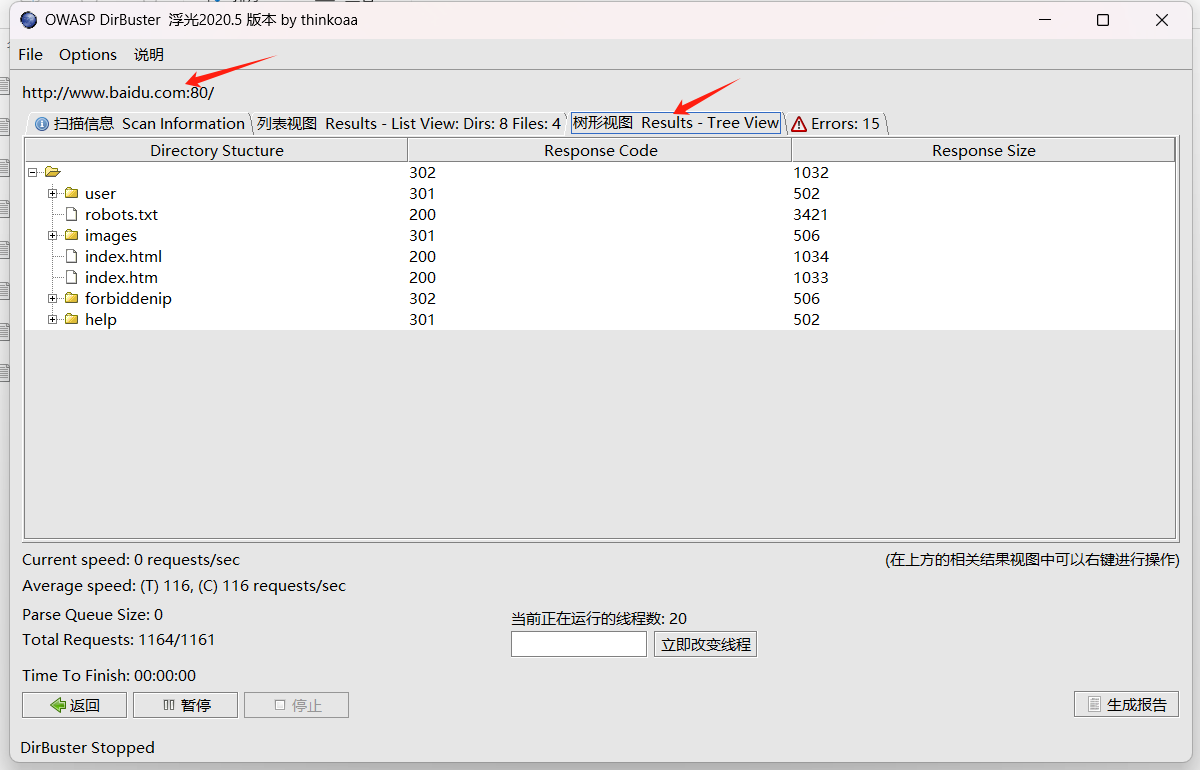 OWASP DirBuster 浮光2020.5 版本 by thinkoaa
File Options 说明
http://www.baidu.com:80/
扫描信息 Scan Information 列表视图 Results - List View: Dirs: 8 Files: 4 树形视图 Results - Tree View Errors: 15
Directory Stucture Response Code Response Size
302 1032
user 301 502
robots.txt 200 3421
images 301 506
index.html 200 1034
index.htm 200 1033
forbiddenip 302 506
help 301 502
Current speed: 0 requests/sec (在上方的相关结果视图中可以右键进行操作)
Average speed: (T) 116, (C) 116 requests/sec
Parse Queue Size: 0 当前正在运行的线程数: 20
Total Requests: 1164/1161 立即改变线程
Time To Finish: 00:00:00
返回 暂停 停止 生成报告
DirBuster Stopped